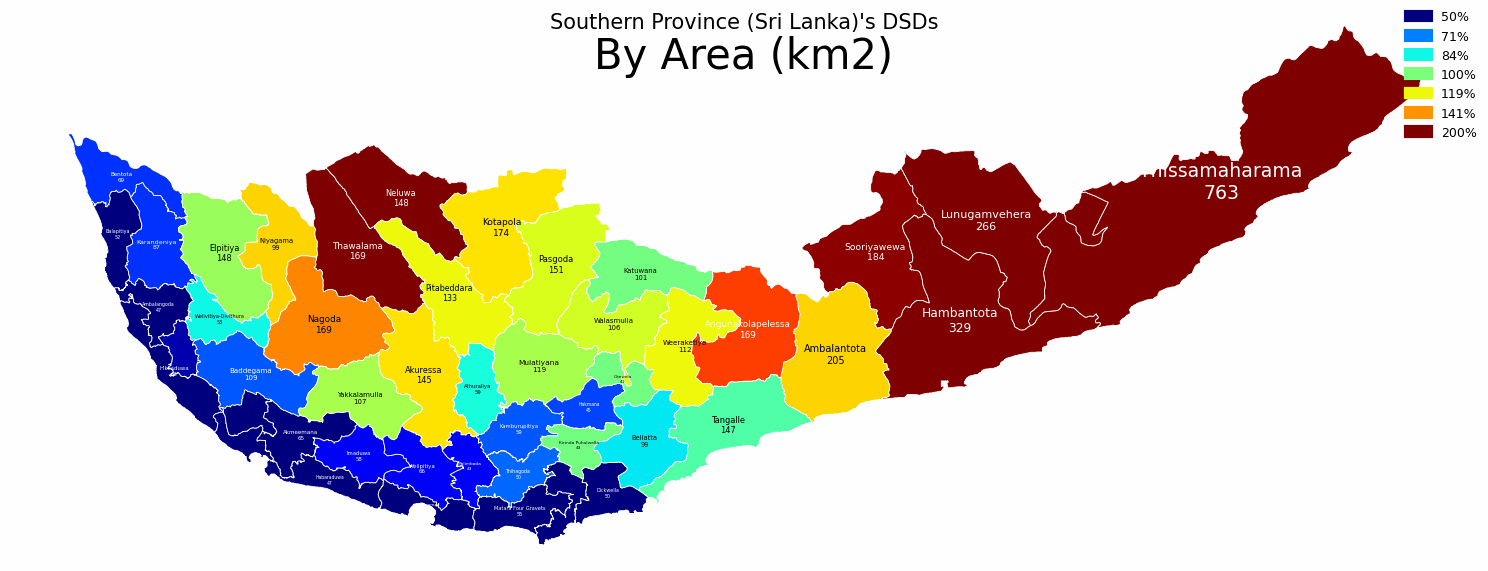 Southern Province (Sri Lanka)'s DSDs
By Area (km2)
50%
71%
84%
100%
119%
141%
200%
Bentota
69
Balapitiya
52
Karandeniya
87
Elpitiya
148
Niyagama
99
Thawalama
169
Neluwa
148
Kotapola
174
Pasgoda
151
Pitabeddara
133
Katuwana
101
Walasmulla
106
Weeraketiya
112
Angunakolapelessa
169
Ambalantota
205
Sooriyawewa
184
Lunugamvehera
266
Hambantota
329
Tissamaharama
763
Ambalangoda
47
Welivitiya-Divithura
53
Hikkaduwa
Nagoda
169
Baddegama
109
Yakkalamulla
107
Akuressa
145
Athuraliya
59
Mulatiyana
119
Okewela
Hakmana
45
Tangalle
147
Beliatta
99
Kamburupitiya
59
Kirinda Puhulwella
Akmeemana
65
Imaduwa
58
Habaraduwa
47
Welipitiya
66
Thihagoda
50
Dickwella
50
Matara Four Gravets
55